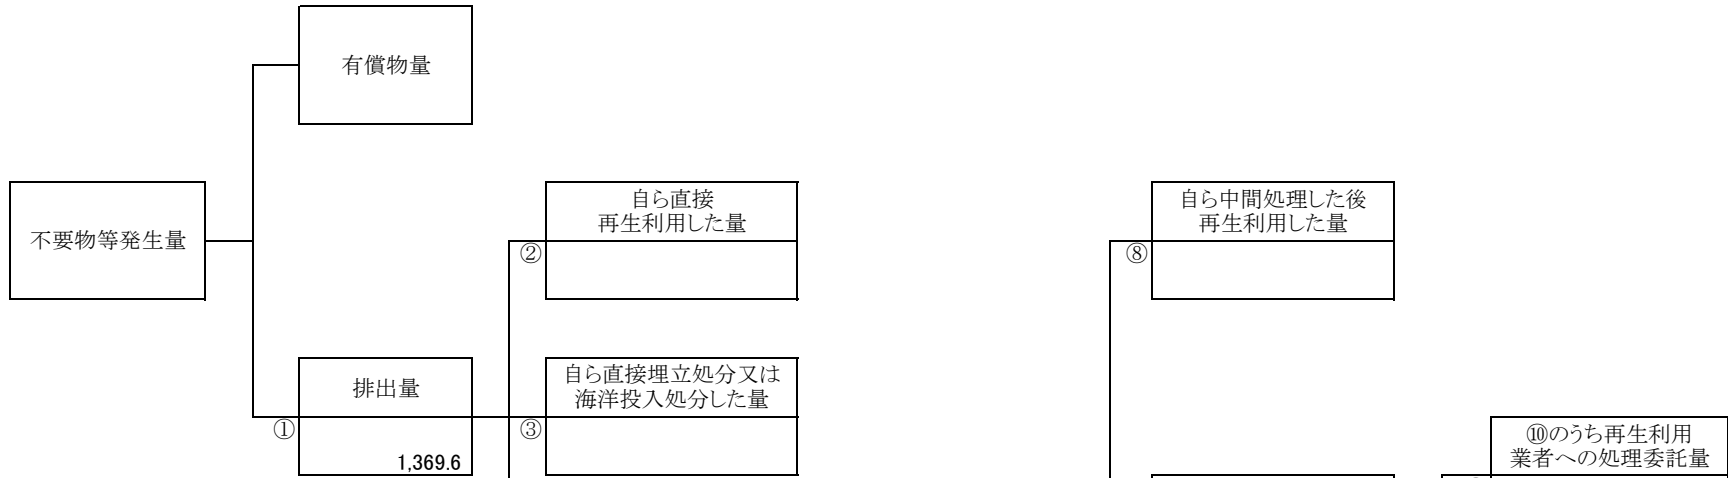 有償物量
不要物等発生量
自ら直接
再生利用した量
②
自ら中間処理した後
再生利用した量
⑧
排出量
①
1,369.6
自ら直接埋立処分又は
海洋投入処分した量
③
⑩のうち再生利用
業者への処理委託量